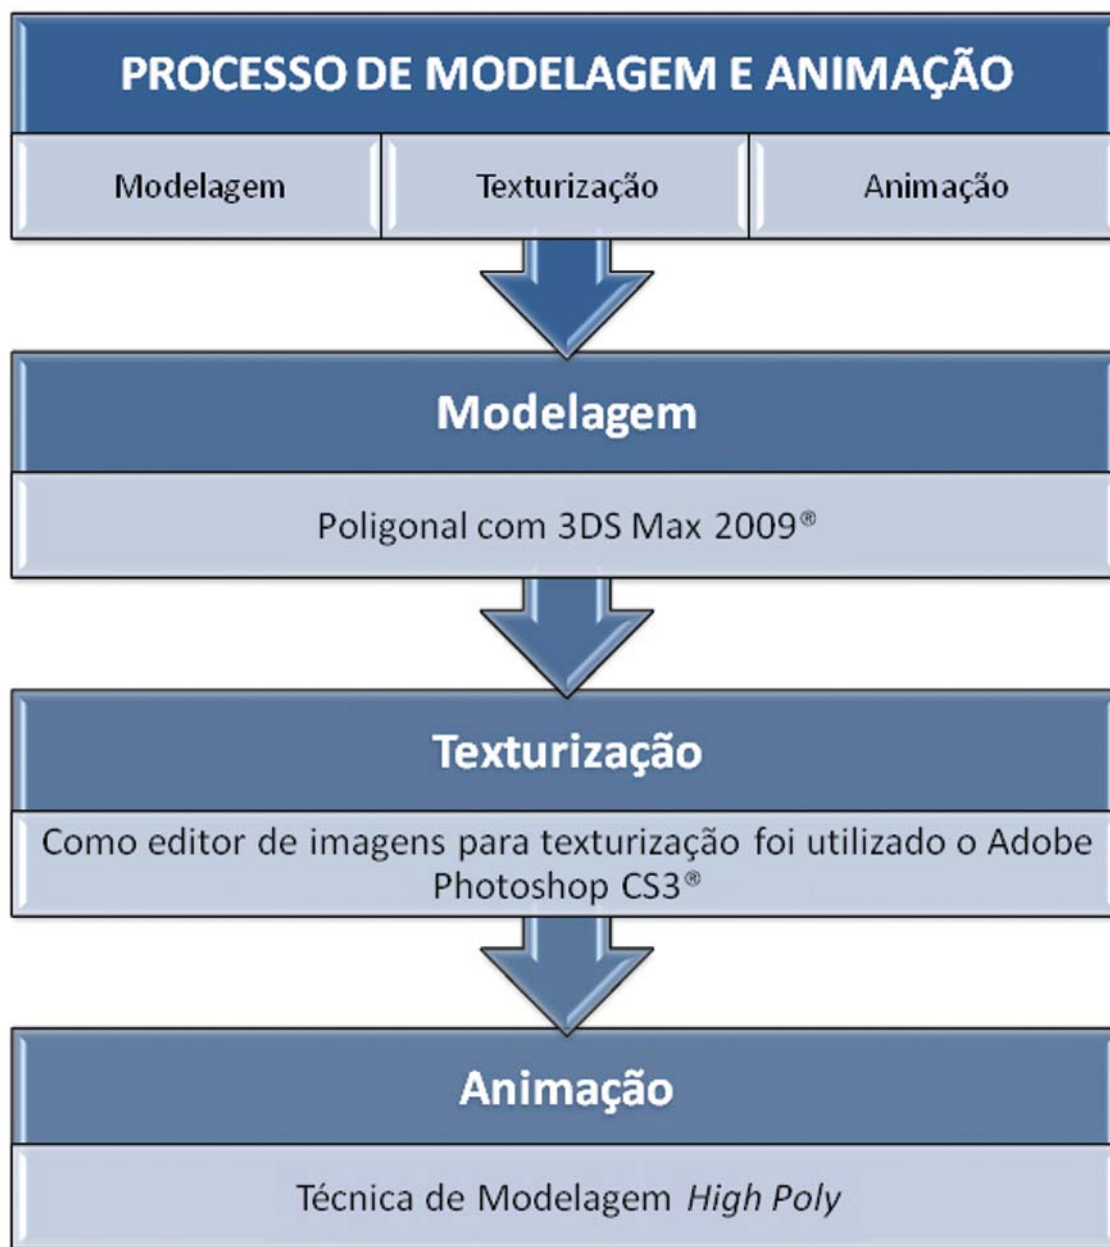 PROCESSO DE MODELAGEM E ANIMAÇÃO
Modelagem
Texturização
Animação
Modelagem
Poligonal com 3DS Max 2009®
Texturização
Como editor de imagens para texturização foi utilizado o Adobe
Photoshop CS3®
Animação
Técnica de Modelagem High Poly